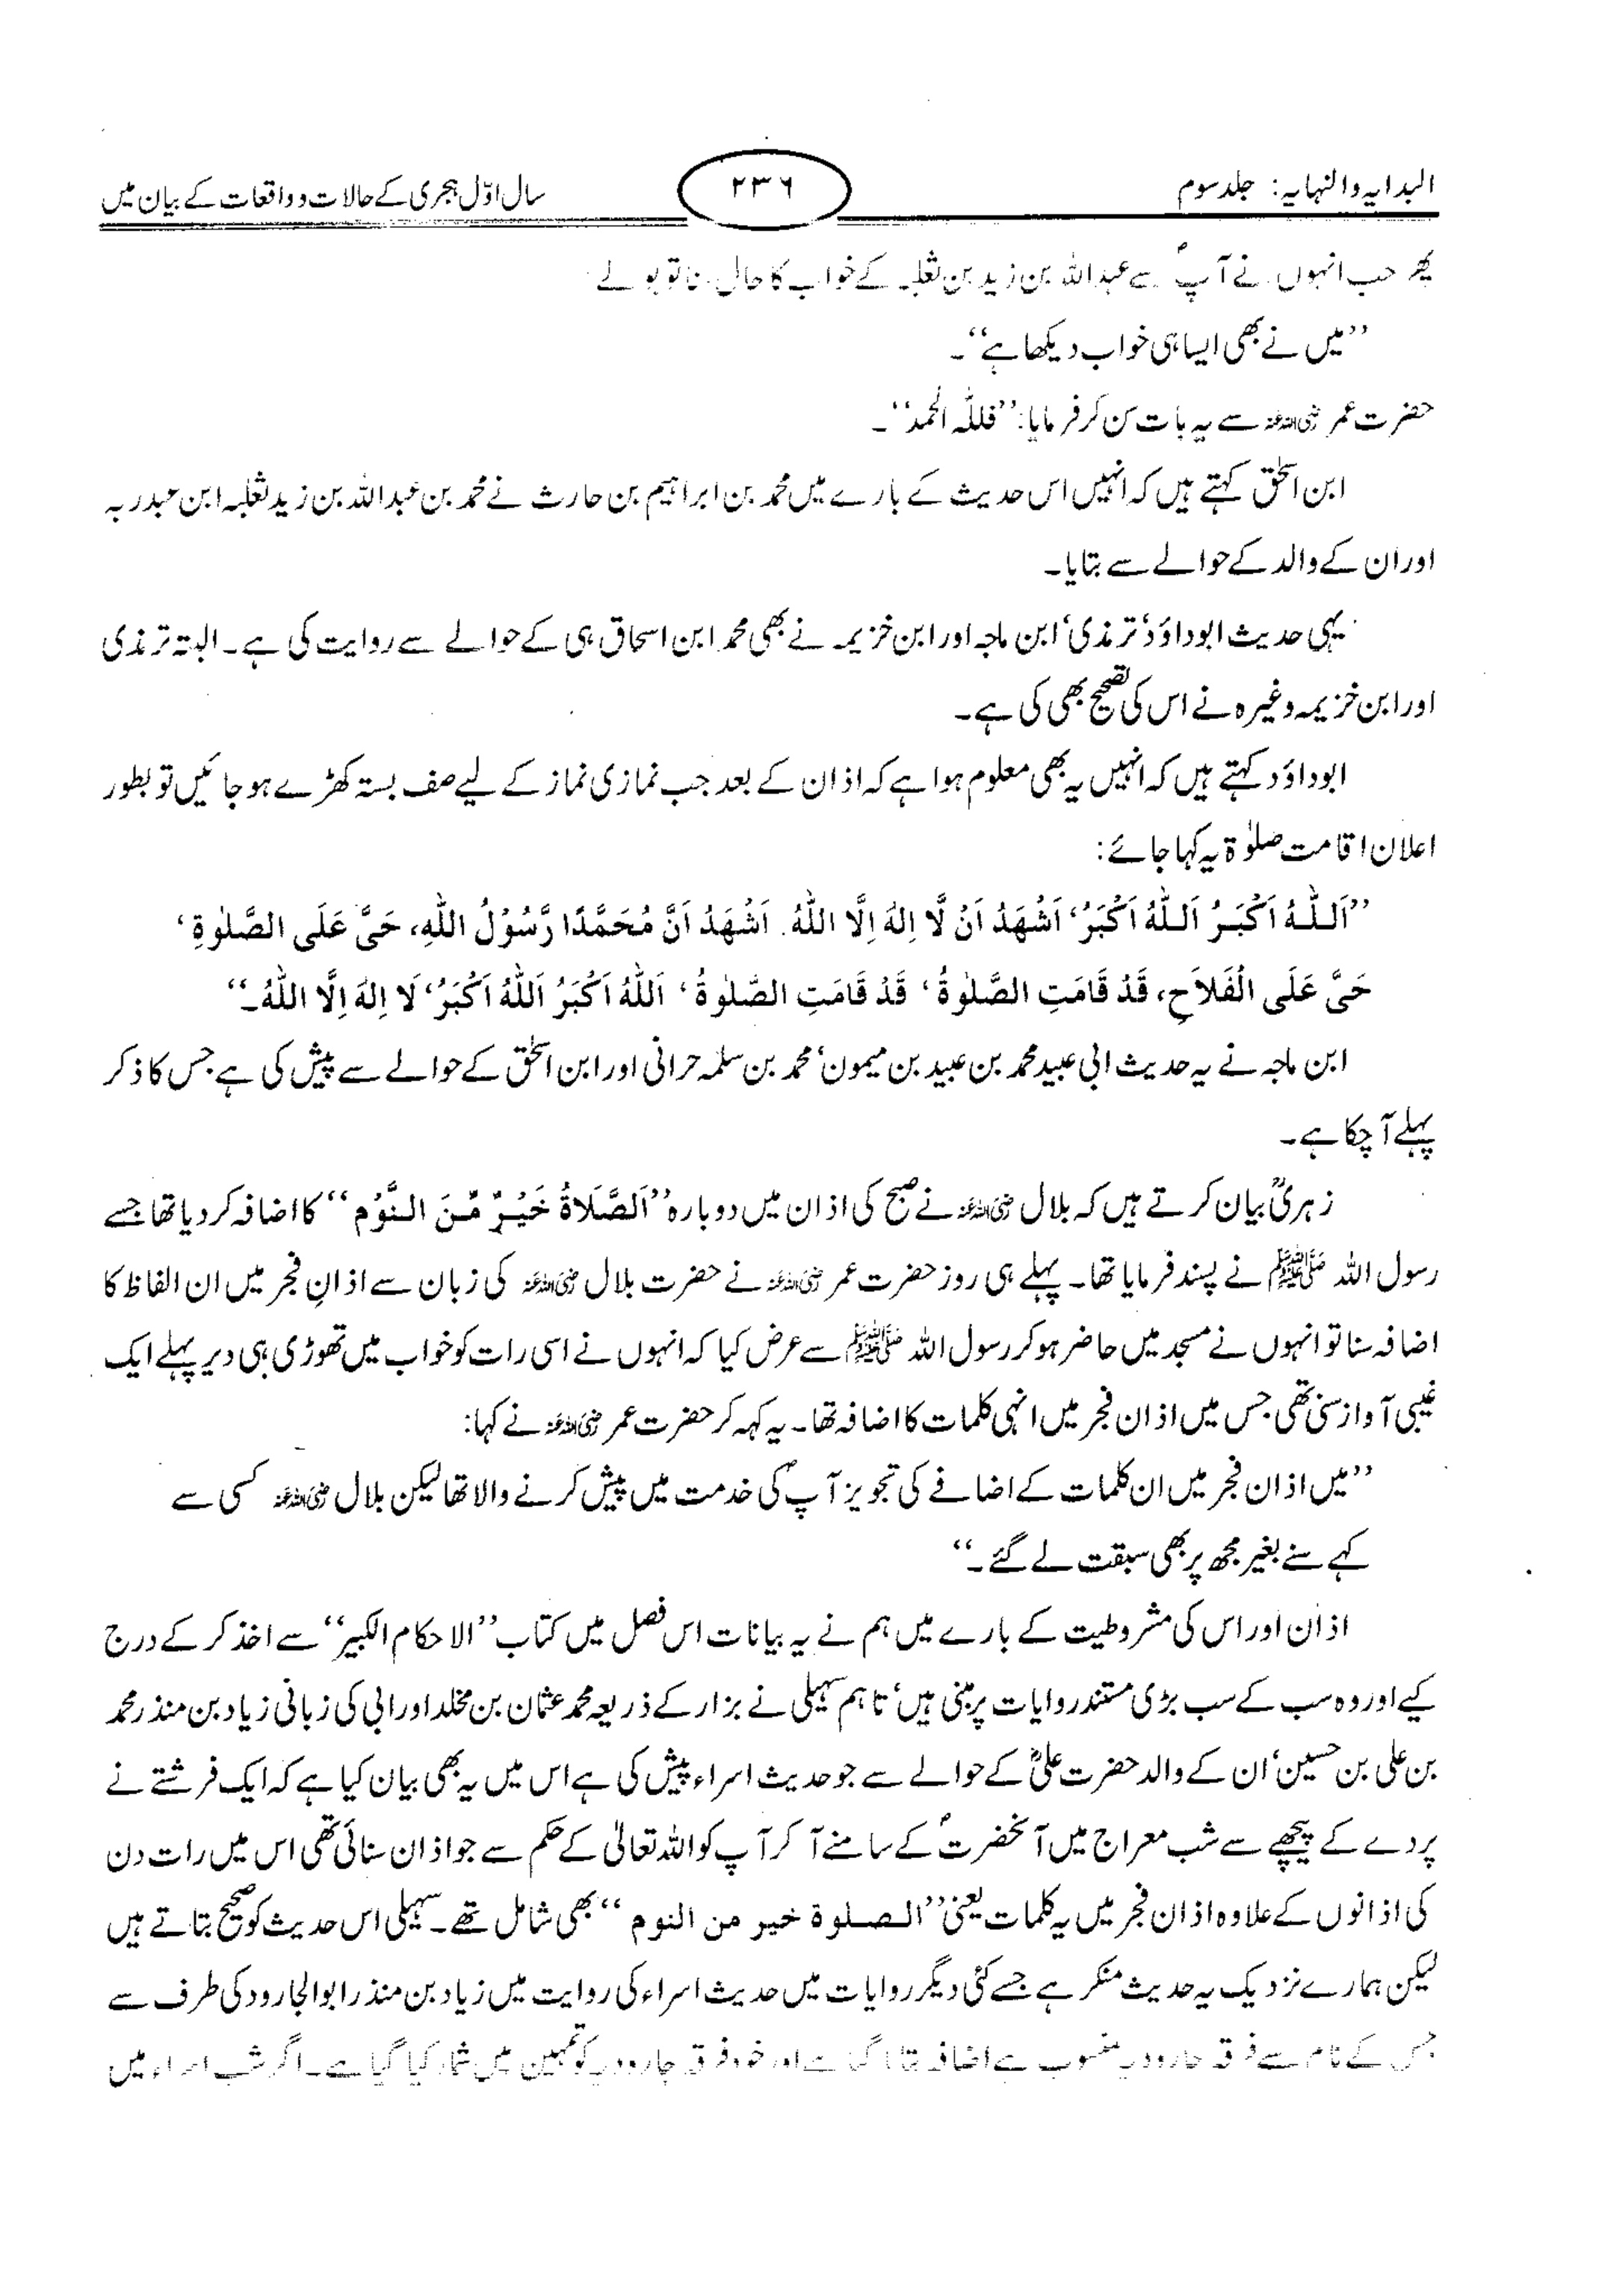 البدایہ والنہایہ: جلد سوم ۲۳۶ سال اوّل ہجری کے حالات و واقعات کے بیان میں
پھر جب انہوں نے آپؐ سے عبداللہ بن زید بن ثعلبہ کے خواب کا حال سنا تو بولے
’’میں نے بھی ایسا ہی خواب دیکھا ہے‘‘۔
حضرت عمر رضی اللہ عنہ سے یہ بات سن کر فرمایا: ’’فللّٰہ الحمد‘‘۔
ابن اسحٰق کہتے ہیں کہ انہیں اس حدیث کے بارے میں محمد بن ابراہیم بن حارث نے محمد بن عبداللہ بن زید ثعلبہ ابن عبدربہ
اور ان کے والد کے حوالے سے بتایا۔
یہی حدیث ابوداؤد‘ ترمذی‘ ابن ماجہ اور ابن خزیمہ نے بھی محمد ابن اسحاق ہی کے حوالے سے روایت کی ہے۔ البتہ ترمذی
اور ابن خزیمہ وغیرہ نے اس کی تصحیح بھی کی ہے۔
ابوداؤد کہتے ہیں کہ انہیں یہ بھی معلوم ہوا ہے کہ اذان کے بعد جب نمازی نماز کے لیے صف بستہ کھڑے ہو جائیں تو بطور
اعلان اقامت صلوٰۃ یہ کہا جائے:
’’اَللّٰہُ اَکْبَرُ اَللّٰہُ اَکْبَرُ‘ اَشْھَدُ اَنْ لَّا اِلٰہَ اِلَّا اللّٰہُ. اَشْھَدُ اَنَّ مُحَمَّدًا رَّسُوْلُ اللّٰہِ، حَیَّ عَلَی الصَّلٰوۃِ‘
حَیَّ عَلَی الْفَلاَحِ، قَدْ قَامَتِ الصَّلٰوۃُ‘ قَدْ قَامَتِ الصَّلٰوۃُ‘ اَللّٰہُ اَکْبَرُ اَللّٰہُ اَکْبَرُ‘ لَا اِلٰہَ اِلَّا اللّٰہُ۔‘‘
ابن ماجہ نے یہ حدیث ابی عبید محمد بن عبید بن میمون‘ محمد بن سلمہ حرانی اور ابن اسحٰق کے حوالے سے پیش کی ہے جس کا ذکر
پہلے آ چکا ہے۔
زہریؒ بیان کرتے ہیں کہ بلال رضی اللہ عنہ نے صبح کی اذان میں دوبارہ ’’اَلصَّلَاۃُ خَیْرٌ مِّنَ النَّوْمِ‘‘ کا اضافہ کر دیا تھا جسے
رسول اللہ ﷺ نے پسند فرمایا تھا۔ پہلے ہی روز حضرت عمر رضی اللہ عنہ نے حضرت بلال رضی اللہ عنہ کی زبان سے اذانِ فجر میں ان الفاظ کا
اضافہ سنا تو انہوں نے مسجد میں حاضر ہو کر رسول اللہ ﷺ سے عرض کیا کہ انہوں نے اسی رات کو خواب میں تھوڑی ہی دیر پہلے ایک
غیبی آواز سنی تھی جس میں اذان فجر میں انہی کلمات کا اضافہ تھا۔ یہ کہہ کر حضرت عمر رضی اللہ عنہ نے کہا:
’’میں اذان فجر میں ان کلمات کے اضافے کی تجویز آپؐ کی خدمت میں پیش کرنے والا تھا لیکن بلال رضی اللہ عنہ کسی سے
کہے سنے بغیر مجھ پر بھی سبقت لے گئے۔‘‘
اذان اور اس کی مشروطیت کے بارے میں ہم نے یہ بیانات اس فصل میں کتاب ’’الاحکام الکبیر‘‘ سے اخذ کر کے درج
کیے اور وہ سب کے سب بڑی مستند روایات پر مبنی ہیں‘ تاہم سہیلی نے بزار کے ذریعہ محمد عثمان بن مخلد اور ابی کی زبانی زیاد بن منذر محمد
بن علی بن حسین‘ ان کے والد حضرت علیؓ کے حوالے سے جو حدیث اسراء پیش کی ہے اس میں یہ بھی بیان کیا ہے کہ ایک فرشتے نے
پردے کے پیچھے سے شب معراج میں آنحضرتؐ کے سامنے آ کر آپ کو اللہ تعالیٰ کے حکم سے جو اذان سنائی تھی اس میں رات دن
کی اذانوں کے علاوہ اذان فجر میں یہ کلمات یعنی ’’الصلوۃ خیر من النوم‘‘ بھی شامل تھے۔ سہیلی اس حدیث کو صحیح بتاتے ہیں
لیکن ہمارے نزدیک یہ حدیث منکر ہے جسے کئی دیگر روایات میں حدیث اسراء کی روایت میں زیاد بن منذر ابوالجارود کی طرف سے
جس کے نام سے فرقہ جارودیہ منسوب ہے اضافہ بتایا گیا ہے اور خود فرقہ جارودیہ کو میں شمار کیا گیا ہے۔ اگر شب اسراء میں